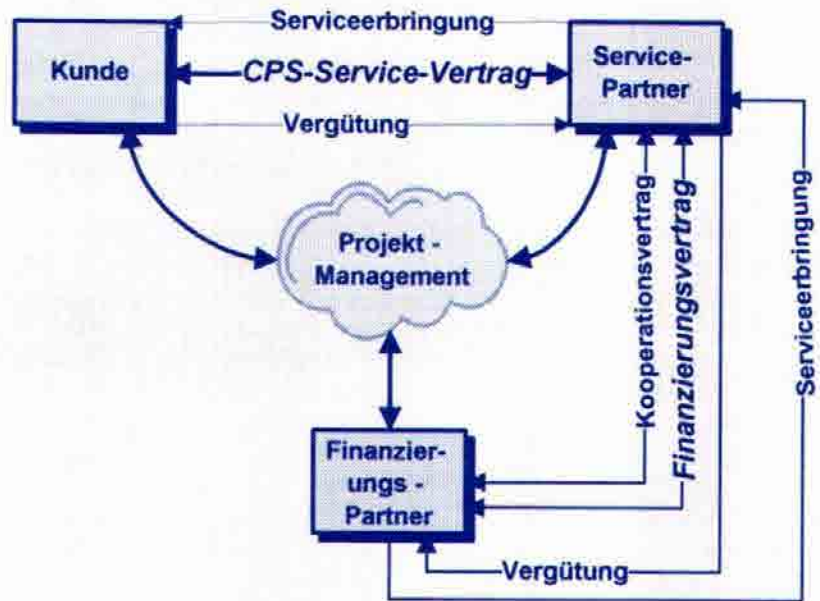 Serviceerbringung
Kunde
CPS-Service-Vertrag
Service-
Partner
Vergütung
Projekt -
Management
Kooperationsvertrag
Finanzierungsvertrag
Serviceerbringung
Finanzier-
ungs -
Partner
Vergütung